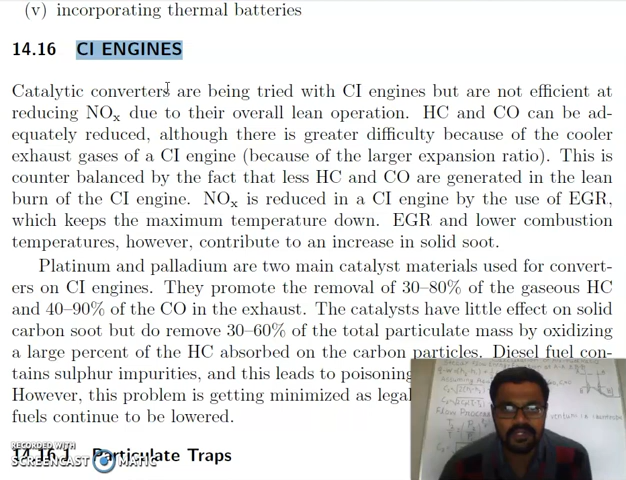 (v) incorporating thermal batteries
14.16 CI ENGINES
Catalytic converters are being tried with CI engines but are not efficient at
reducing NOx due to their overall lean operation. HC and CO can be ad-
equately reduced, although there is greater difficulty because of the cooler
exhaust gases of a CI engine (because of the larger expansion ratio). This is
counter balanced by the fact that less HC and CO are generated in the lean
burn of the CI engine. NOx is reduced in a CI engine by the use of EGR,
which keeps the maximum temperature down. EGR and lower combustion
temperatures, however, contribute to an increase in solid soot.
Platinum and palladium are two main catalyst materials used for convert-
ers on CI engines. They promote the removal of 30–80% of the gaseous HC
and 40–90% of the CO in the exhaust. The catalysts have little effect on solid
carbon soot but do remove 30–60% of the total particulate mass by oxidizing
a large percent of the HC absorbed on the carbon particles. Diesel fuel con-
tains sulphur impurities, and this leads to poisoning
However, this problem is getting minimized as legal
fuels continue to be lowered.
14.16.1 Particulate Traps
RECORDED WITH
SCREENCAST MATIC